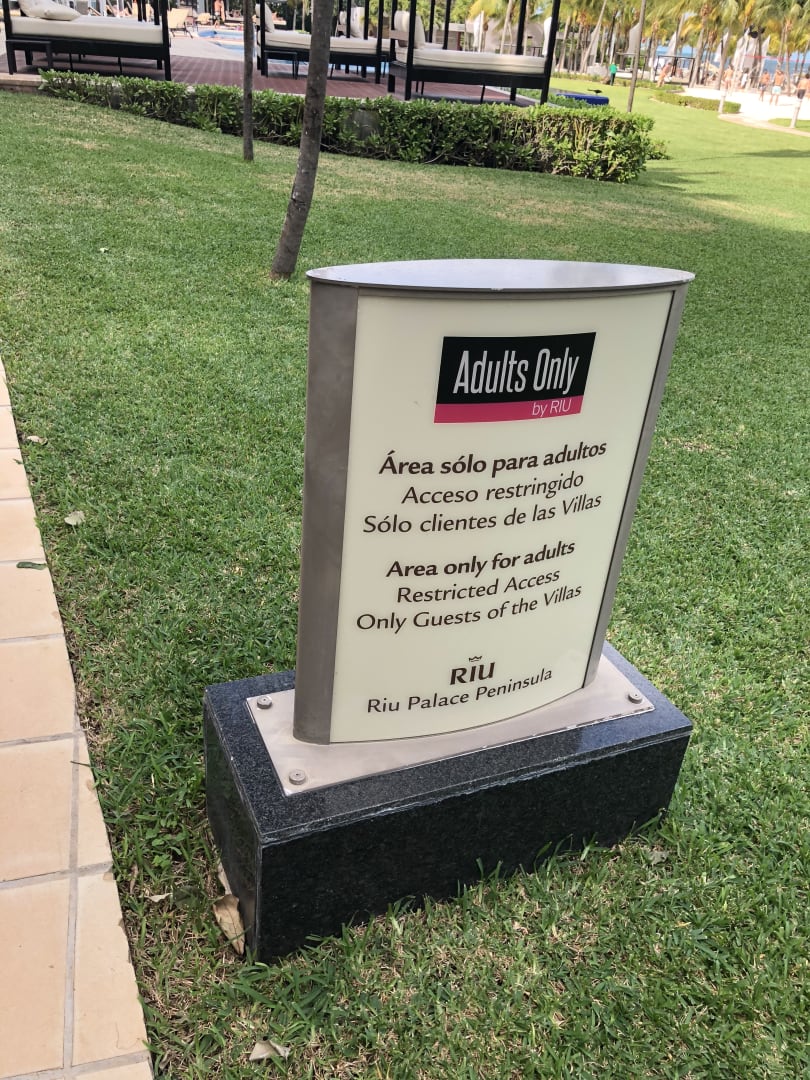 Adults Only
by RIU
Área sólo para adultos
Acceso restringido
Sólo clientes de las Villas
Area only for adults
Restricted Access
Only Guests of the Villas
RIU
Riu Palace Peninsula